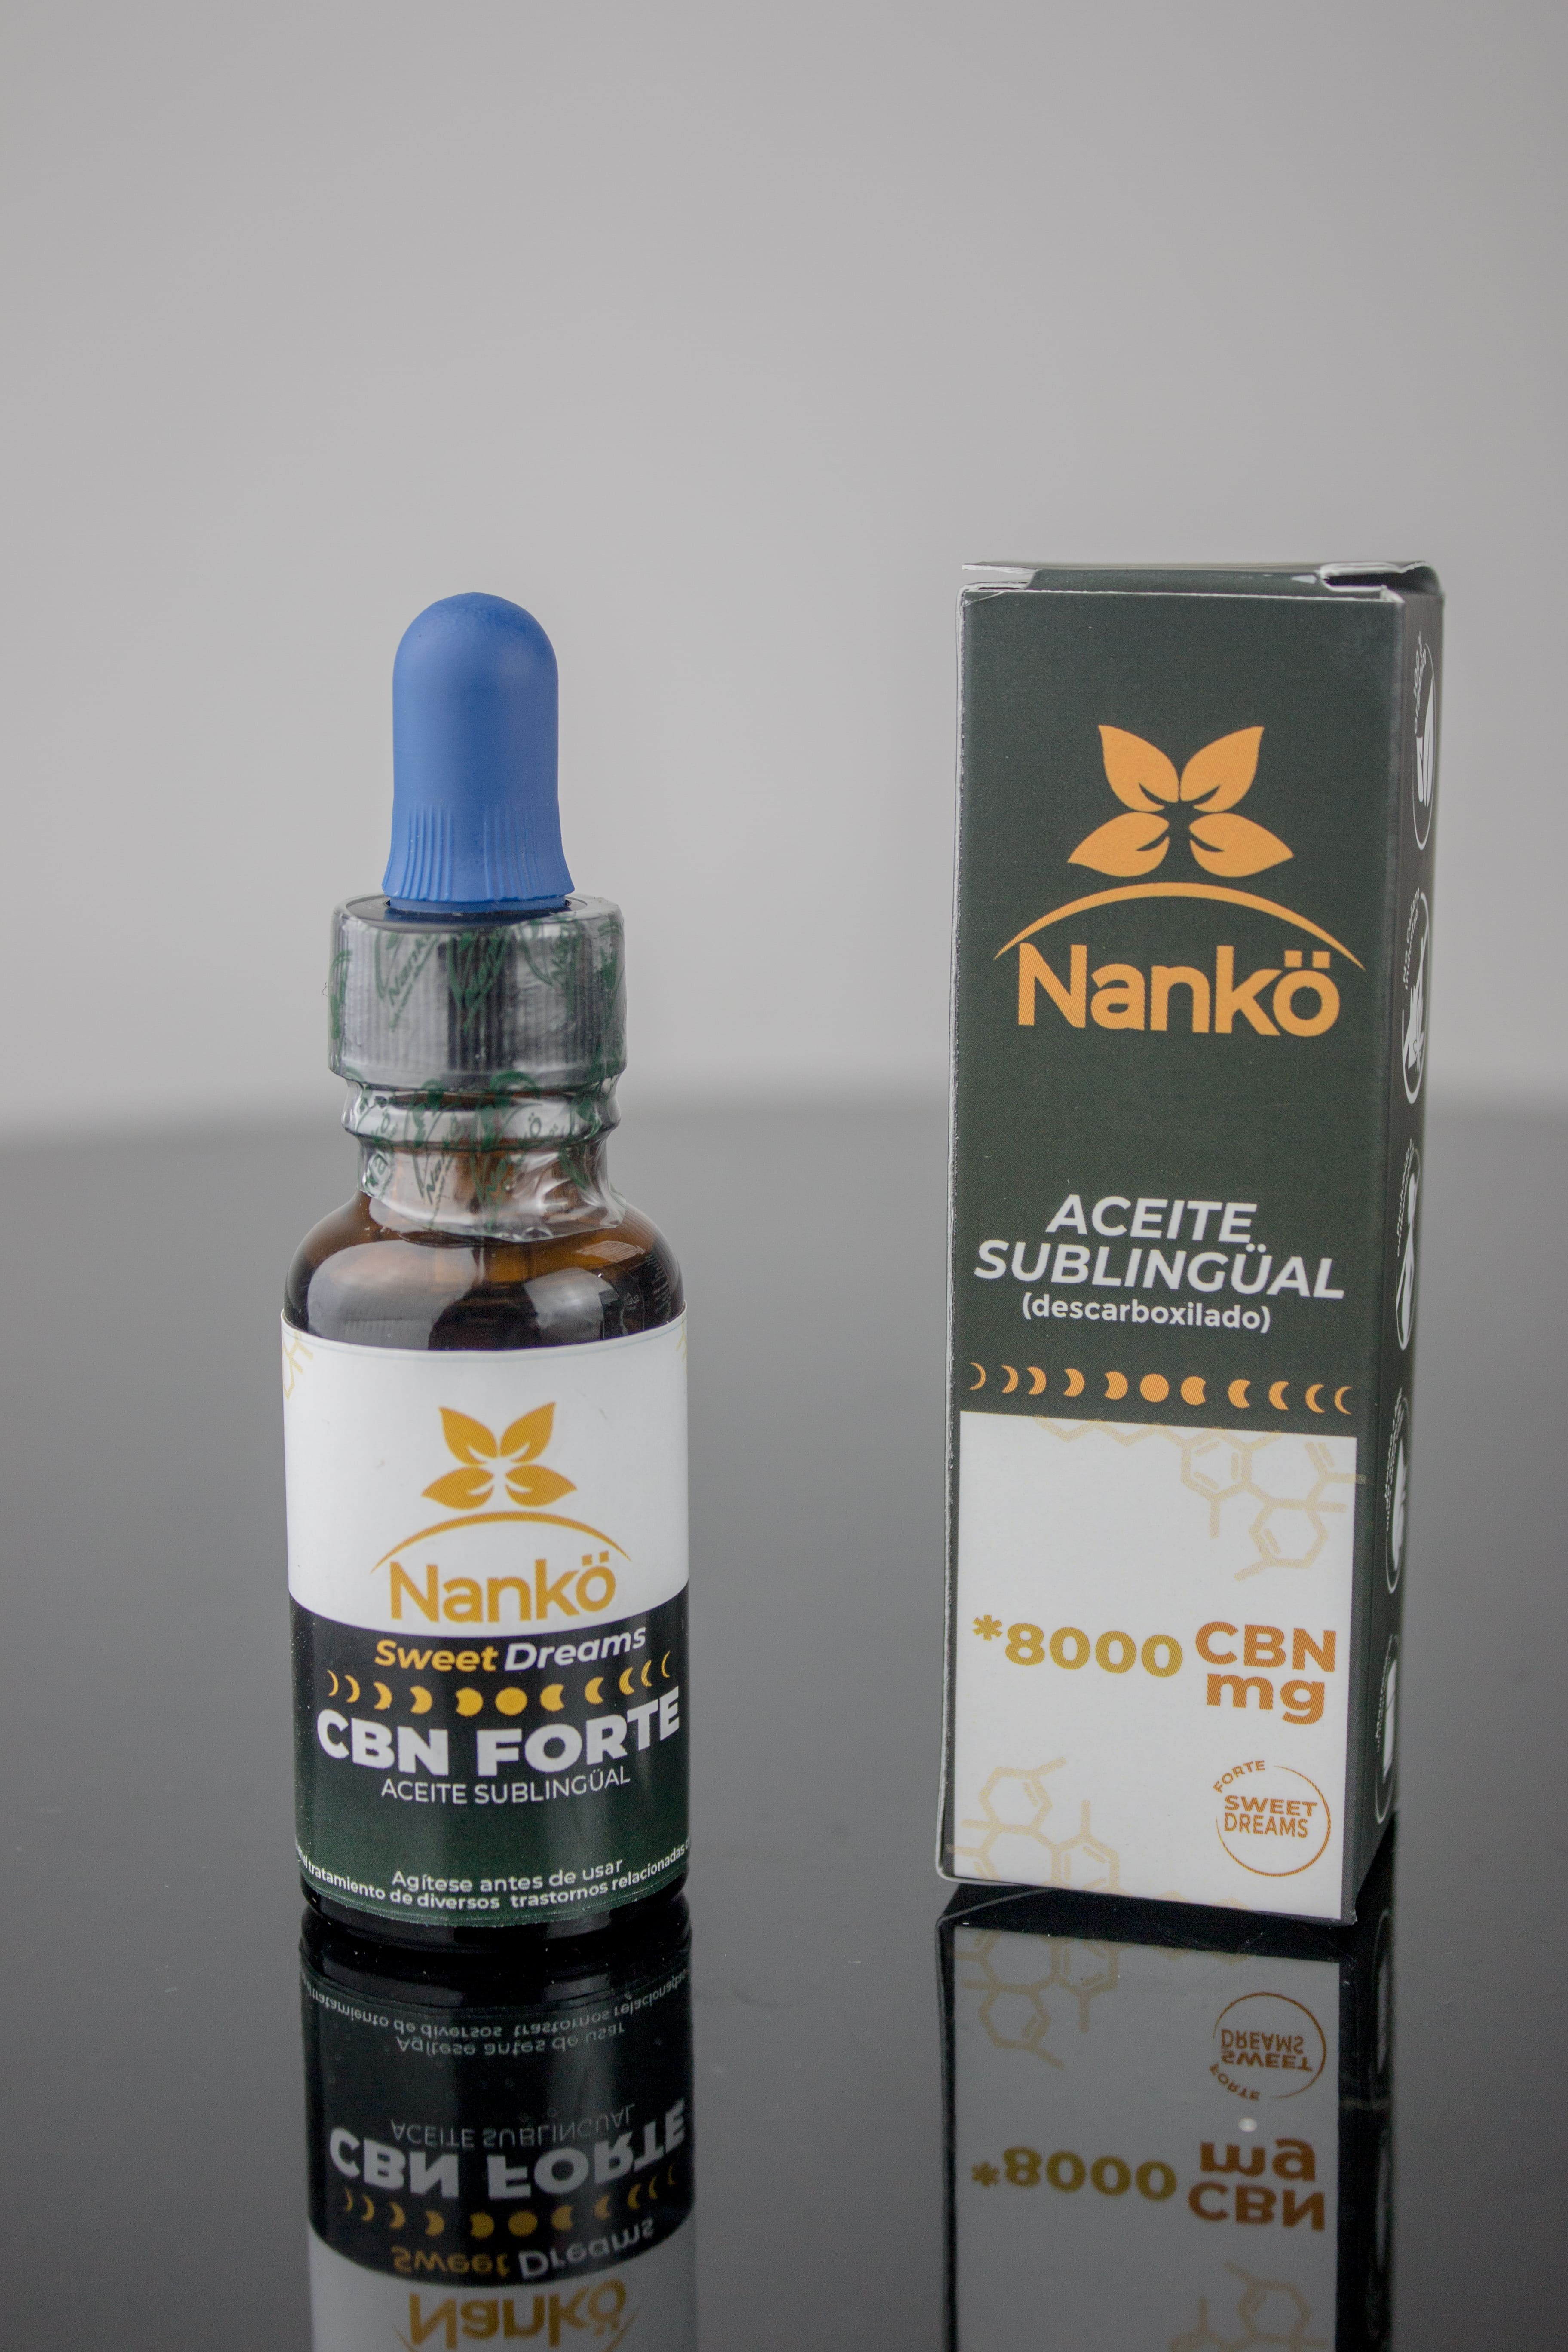 Nankö
Sweet Dreams
CBN FORTE
ACEITE SUBLINGÜAL
Agítese antes de usar
tratamiento de diversos trastornos relacionadas
Nankö
ACEITE
SUBLINGÜAL
(descarboxilado)
*8000 CBN
mg
FORTE
SWEET
DREAMS